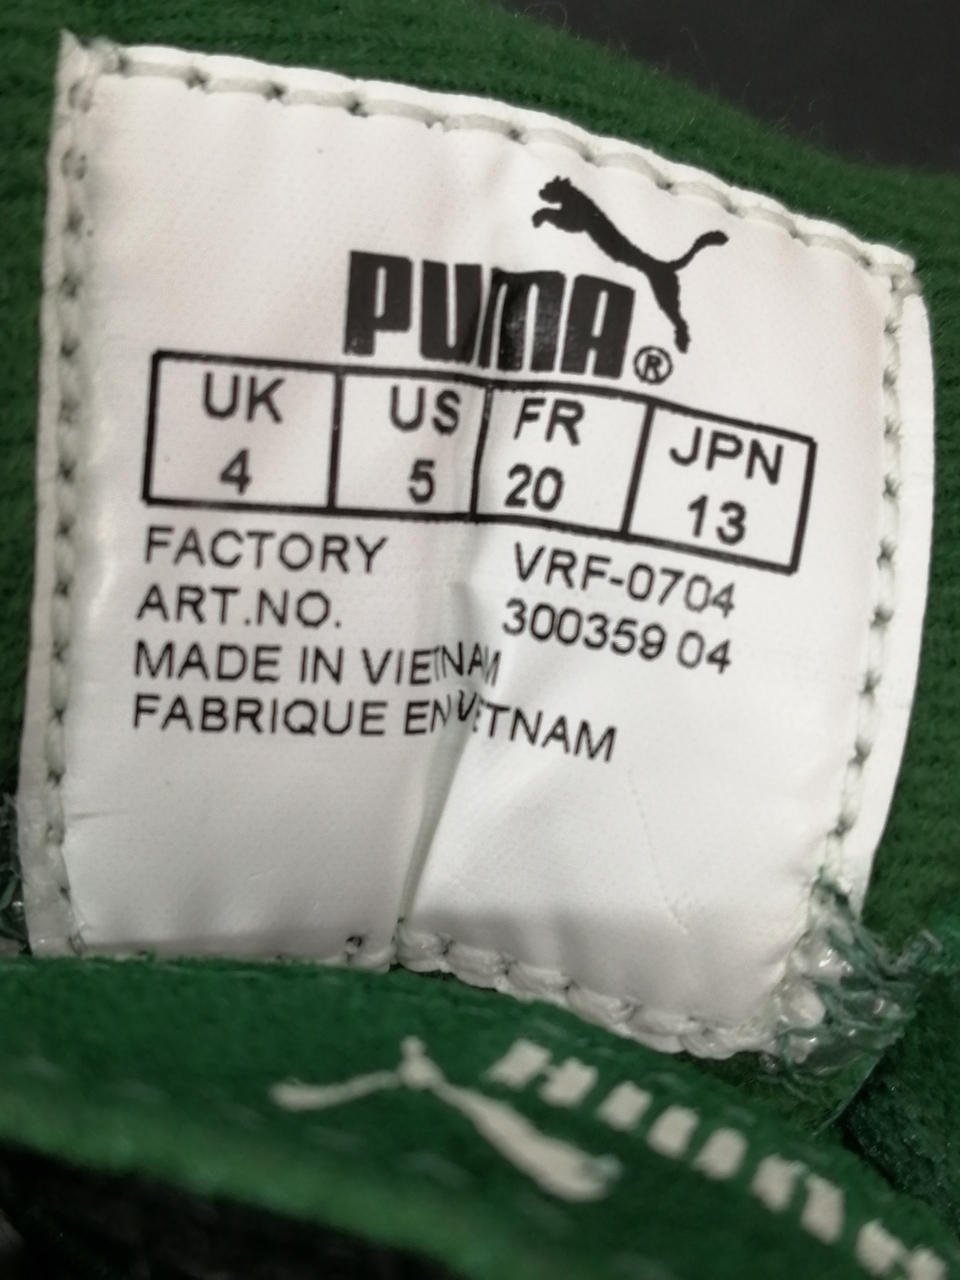 PUMA®
UK US FR JPN
4 5 20 13
FACTORY VRF-0704
ART.NO. 300359 04
MADE IN VIETNAM
FABRIQUE EN VIETNAM